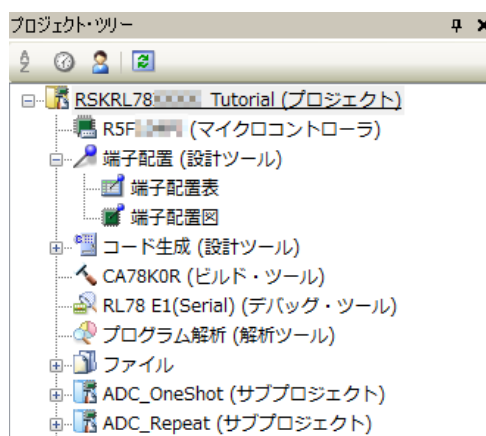 プロジェクト・ツリー
RSKRL78 Tutorial (プロジェクト)
R5F (マイクロコントローラ)
端子配置 (設計ツール)
端子配置表
端子配置図
コード生成 (設計ツール)
CA78K0R (ビルド・ツール)
RL78 E1(Serial) (デバッグ・ツール)
プログラム解析 (解析ツール)
ファイル
ADC_OneShot (サブプロジェクト)
ADC_Repeat (サブプロジェクト)